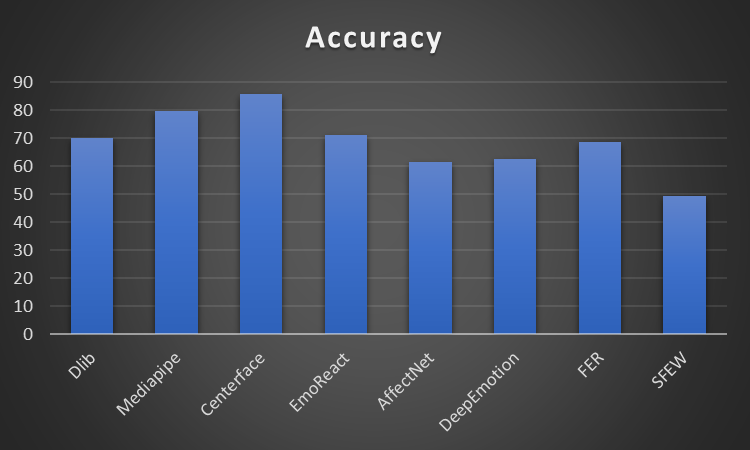 Accuracy
90
80
70
60
50
40
30
20
10
0
Dlib
Mediapipe
Centerface
EmoReact
AffectNet
DeepEmotion
FER
SFEW